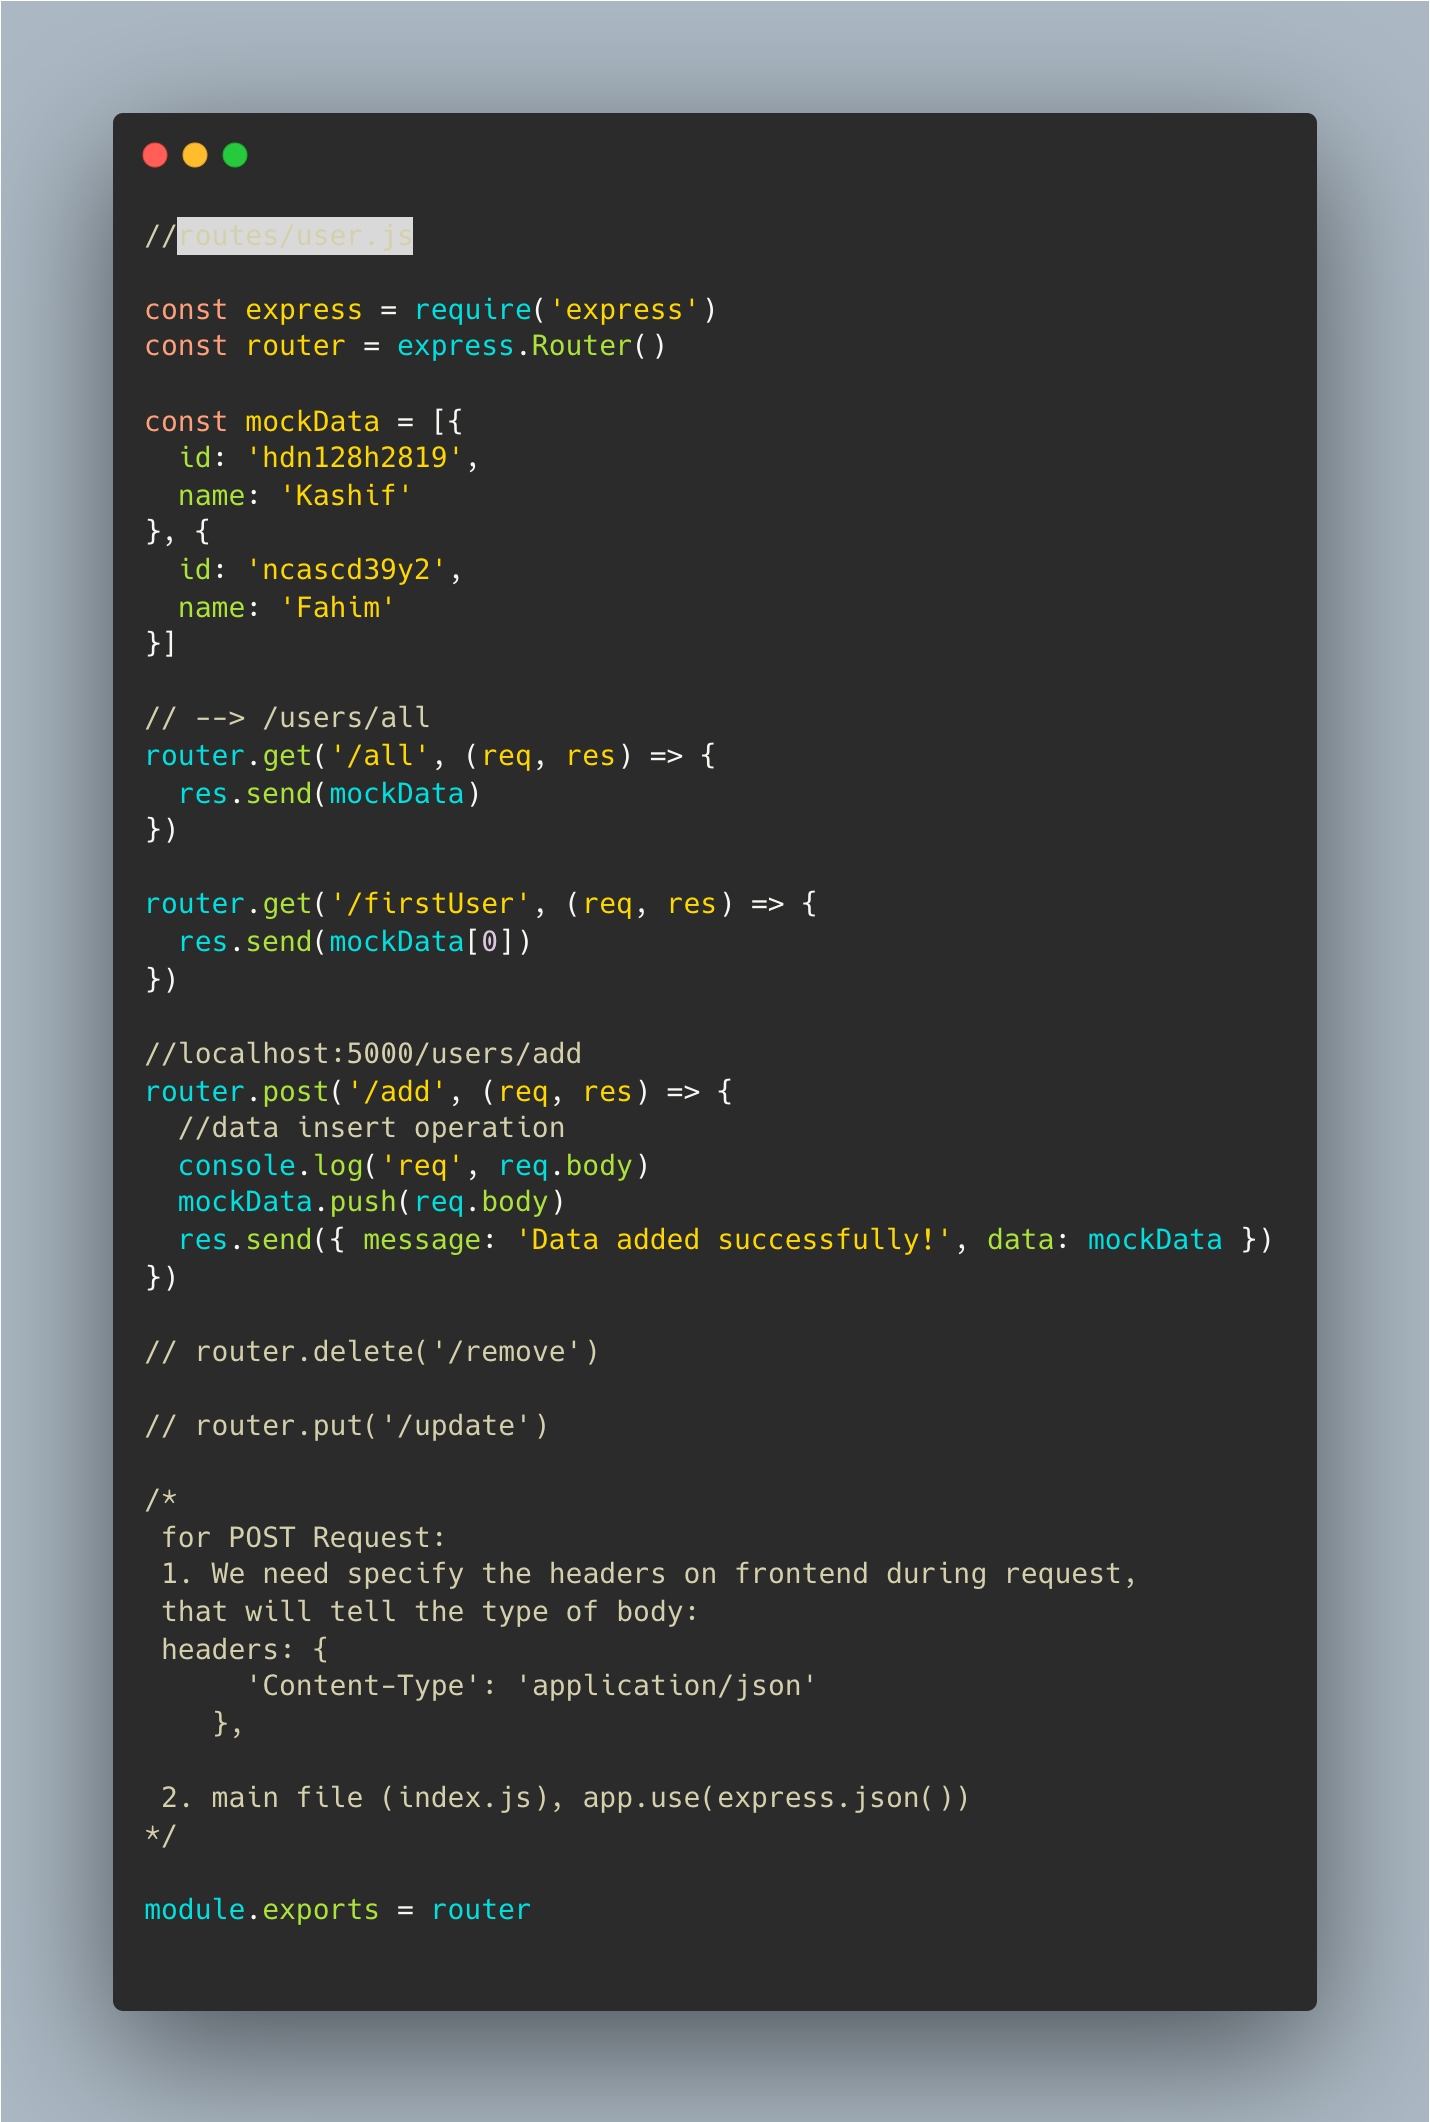 //routes/user.js

const express = require('express')
const router = express.Router()

const mockData = [{
  id: 'hdn128h2819',
  name: 'Kashif'
}, {
  id: 'ncascd39y2',
  name: 'Fahim'
}]

// --> /users/all
router.get('/all', (req, res) => {
  res.send(mockData)
})

router.get('/firstUser', (req, res) => {
  res.send(mockData[0])
})

//localhost:5000/users/add
router.post('/add', (req, res) => {
  //data insert operation
  console.log('req', req.body)
  mockData.push(req.body)
  res.send({ message: 'Data added successfully!', data: mockData })
})

// router.delete('/remove')

// router.put('/update')

/*
 for POST Request:
 1. We need specify the headers on frontend during request,
 that will tell the type of body:
 headers: {
      'Content-Type': 'application/json'
    },

 2. main file (index.js), app.use(express.json())
*/

module.exports = router